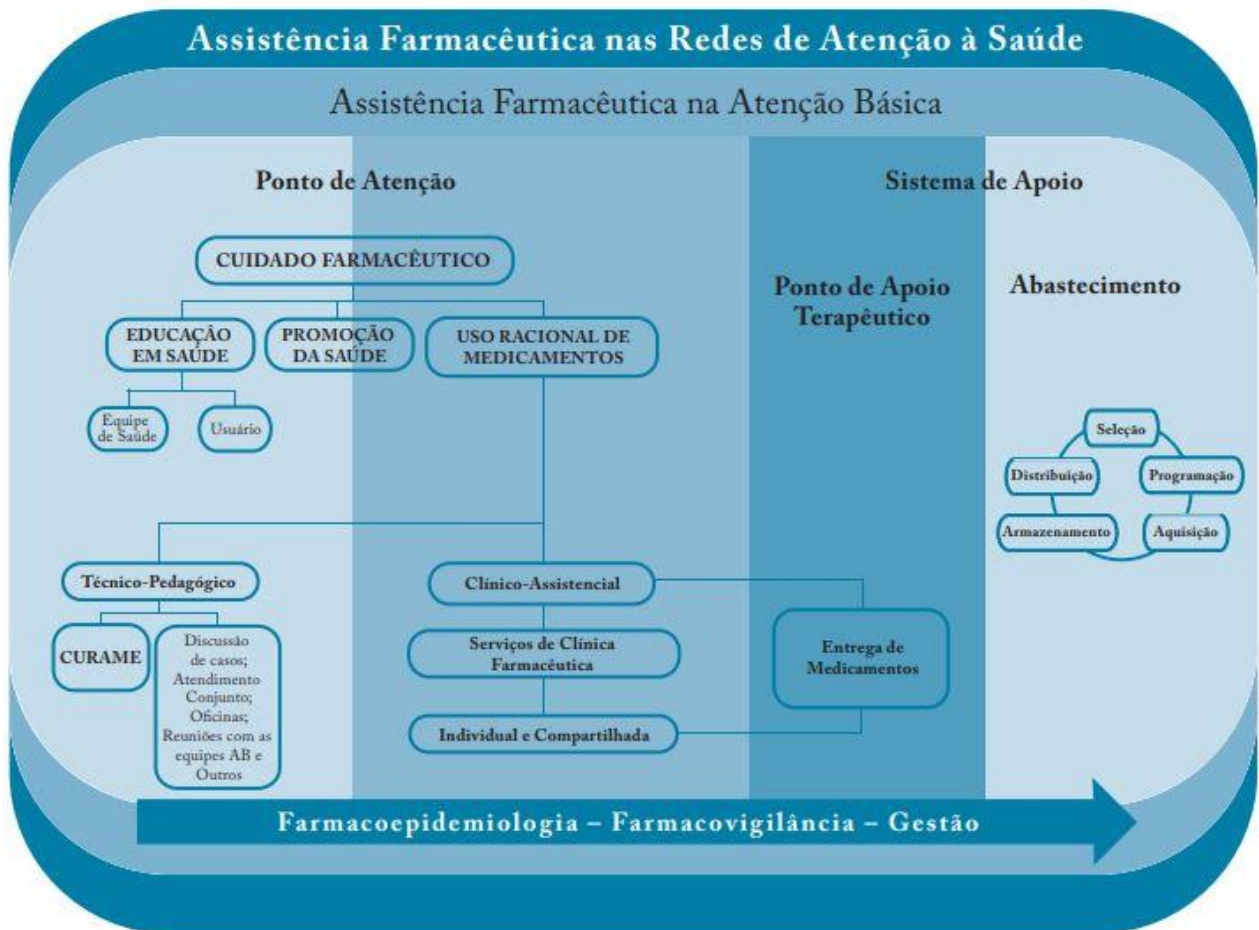 Assistência Farmacêutica nas Redes de Atenção à Saúde
Assistência Farmacêutica na Atenção Básica
Ponto de Atenção
Sistema de Apoio
CUIDADO FARMACÊUTICO
EDUCAÇÂO
EM SAÚDE
PROMOÇÃO
DA SAÚDE
USO RACIONAL DE
MEDICAMENTOS
Equipe
de Saúde
Usuário
Ponto de Apoio
Terapêutico
Abastecimento
Seleção
Distribuição
Programação
Armazenamento
Aquisição
Técnico-Pedagógico
CURAME
Discussão
de casos;
Atendimento
Conjunto;
Oficinas;
Reuniões com as
equipes AB e
Outros
Clínico-Assistencial
Serviços de Clínica
Farmacéutica
Individual e Compartilhada
Entrega de
Medicamentos
Farmacoepidemiologia – Farmacovigilância – Gestão